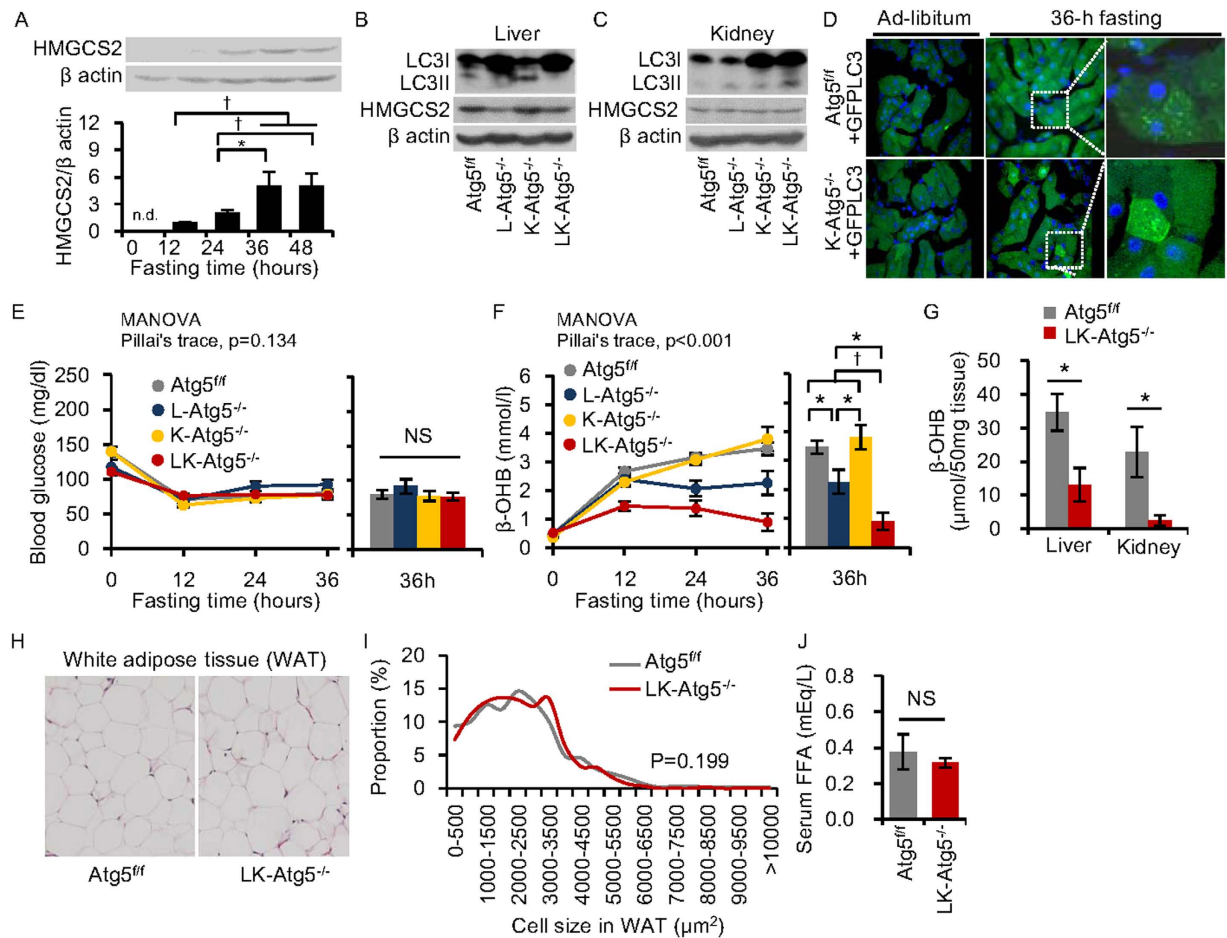 A
HMGCS2
β actin
HMGCS2/β actin
12
9
6
3
0
†
†
*
n.d.
0 12 24 36 48
Fasting time (hours)
B
Liver
LC3I
LC3II
HMGCS2
β actin
Atg5f/f
L-Atg5-/-
K-Atg5-/-
LK-Atg5-/-
C
Kidney
LC3I
LC3II
HMGCS2
β actin
Atg5f/f
L-Atg5-/-
K-Atg5-/-
LK-Atg5-/-
D
Ad-libitum
36-h fasting
Atg5f/f
+GFPLC3
K-Atg5-/-
+GFPLC3
E
MANOVA
Pillai's trace, p=0.134
Blood glucose (mg/dl)
250
200
150
100
50
0
Atg5f/f
L-Atg5-/-
K-Atg5-/-
LK-Atg5-/-
0 12 24 36
Fasting time (hours)
NS
36h
F
MANOVA
Pillai's trace, p<0.001
β-OHB (mmol/l)
6
5
4
3
2
1
0
Atg5f/f
L-Atg5-/-
K-Atg5-/-
LK-Atg5-/-
0 12 24 36
Fasting time (hours)
*
†
* *
36h
G
Atg5f/f
LK-Atg5-/-
β-OHB
(μmol/50mg tissue)
50
40
30
20
10
0
*
*
Liver Kidney
H
White adipose tissue (WAT)
Atg5f/f
LK-Atg5-/-
I
Proportion (%)
20
15
10
5
0
Atg5f/f
LK-Atg5-/-
P=0.199
0-500
1000-1500
2000-2500
3000-3500
4000-4500
5000-5500
6000-6500
7000-7500
8000-8500
9000-9500
>10000
Cell size in WAT (μm²)
J
Serum FFA (mEq/L)
0.8
0.6
0.4
0.2
0.0
NS
Atg5f/f
LK-Atg5-/-